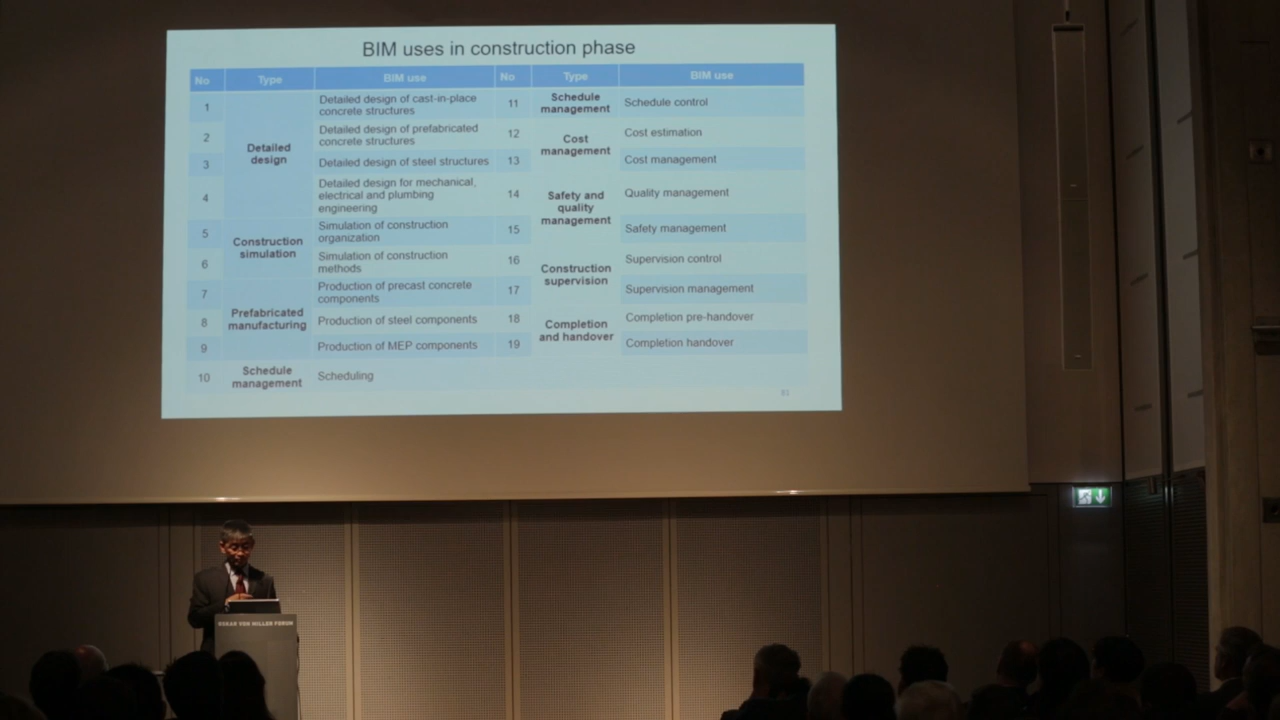 BIM uses in construction phase
No Type BIM use No Type BIM use
1 Detailed design Detailed design of cast-in-place concrete structures 11 Schedule management Schedule control
2 Detailed design of prefabricated concrete structures 12 Cost management Cost estimation
3 Detailed design of steel structures 13 Cost management
4 Detailed design for mechanical, electrical and plumbing engineering 14 Safety and quality management Quality management
5 Construction simulation Simulation of construction organization 15 Safety management
6 Simulation of construction methods 16 Construction supervision Supervision control
7 Prefabricated manufacturing Production of precast concrete components 17 Supervision management
8 Production of steel components 18 Completion and handover Completion pre-handover
9 Production of MEP components 19 Completion handover
10 Schedule management Scheduling
OSKAR VON MILLER FORUM